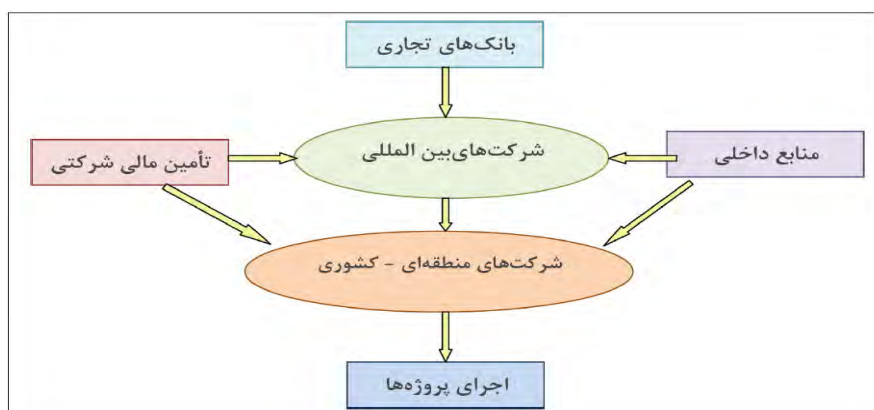 بانک‌های تجاری
شرکت‌های‌بین المللی
منابع داخلی
تأمین مالی شرکتی
شرکت‌های منطقه‌ای - کشوری
اجرای پروژه‌ها